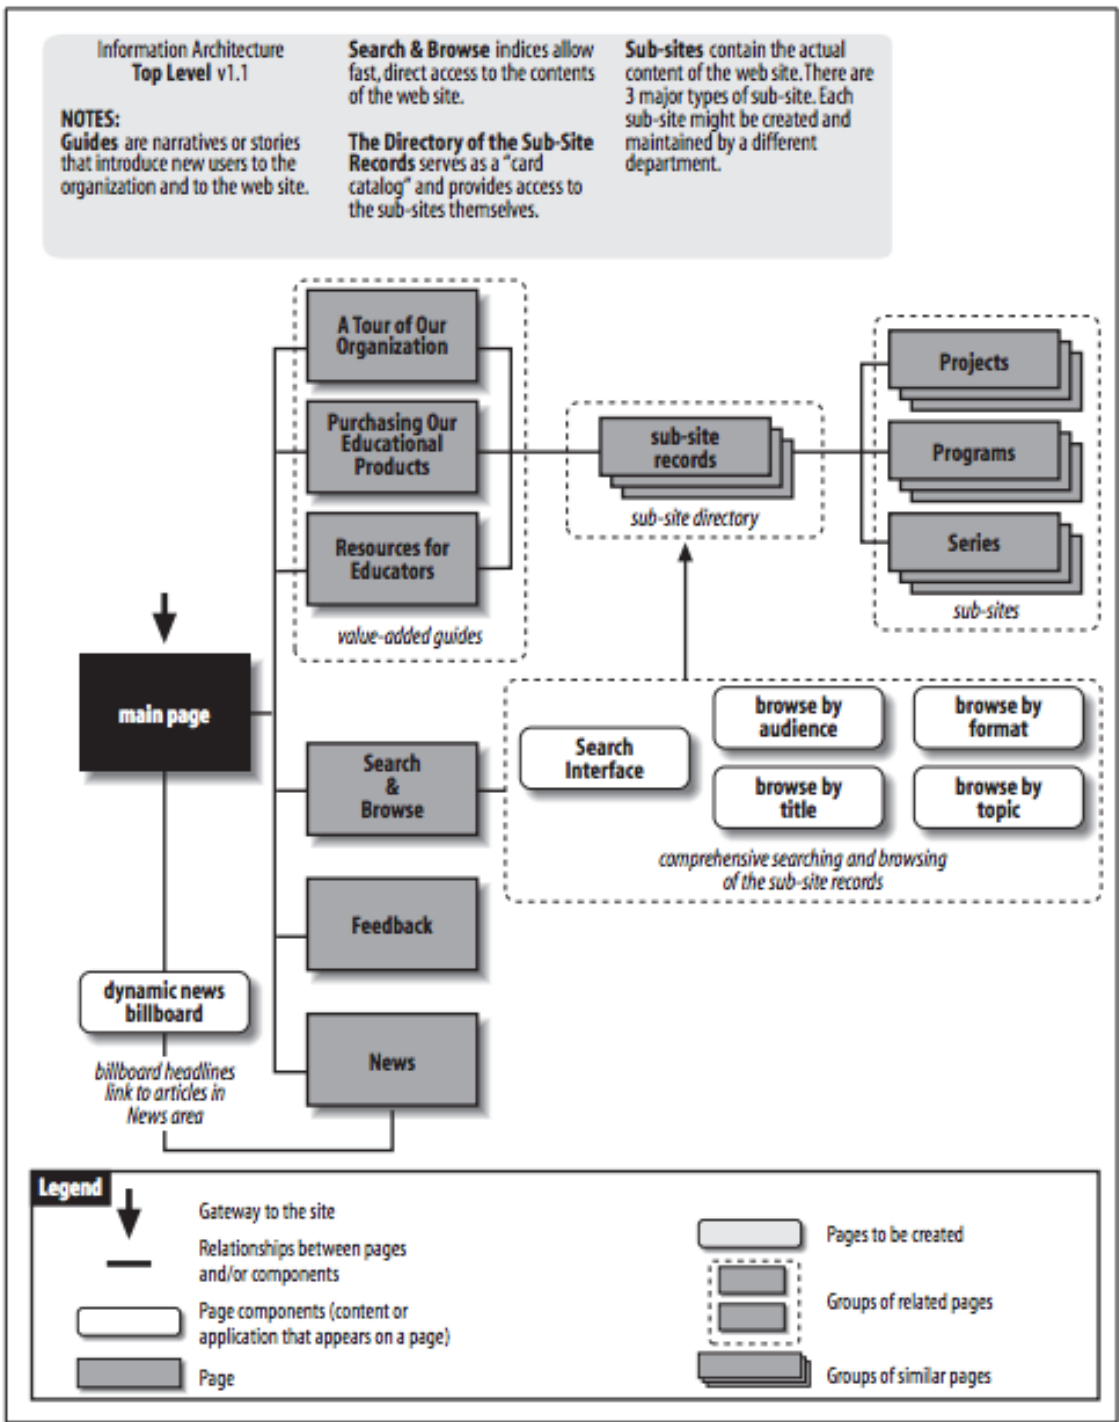 Information Architecture
Top Level v1.1
NOTES:
Guides are narratives or stories
that introduce new users to the
organization and to the web site.
Search & Browse indices allow
fast, direct access to the contents
of the web site.
The Directory of the Sub-Site
Records serves as a "card
catalog" and provides access to
the sub-sites themselves.
Sub-sites contain the actual
content of the web site. There are
3 major types of sub-site. Each
sub-site might be created and
maintained by a different
department.
A Tour of Our
Organization
Purchasing Our
Educational
Products
Resources for
Educators
value-added guides
sub-site
records
sub-site directory
Projects
Programs
Series
sub-sites
main page
Search
&
Browse
Search
Interface
browse by
audience
browse by
format
browse by
title
browse by
topic
comprehensive searching and browsing
of the sub-site records
Feedback
dynamic news
billboard
billboard headlines
link to articles in
News area
News
Legend
Gateway to the site
Relationships between pages
and/or components
Page components (content or
application that appears on a page)
Page
Pages to be created
Groups of related pages
Groups of similar pages